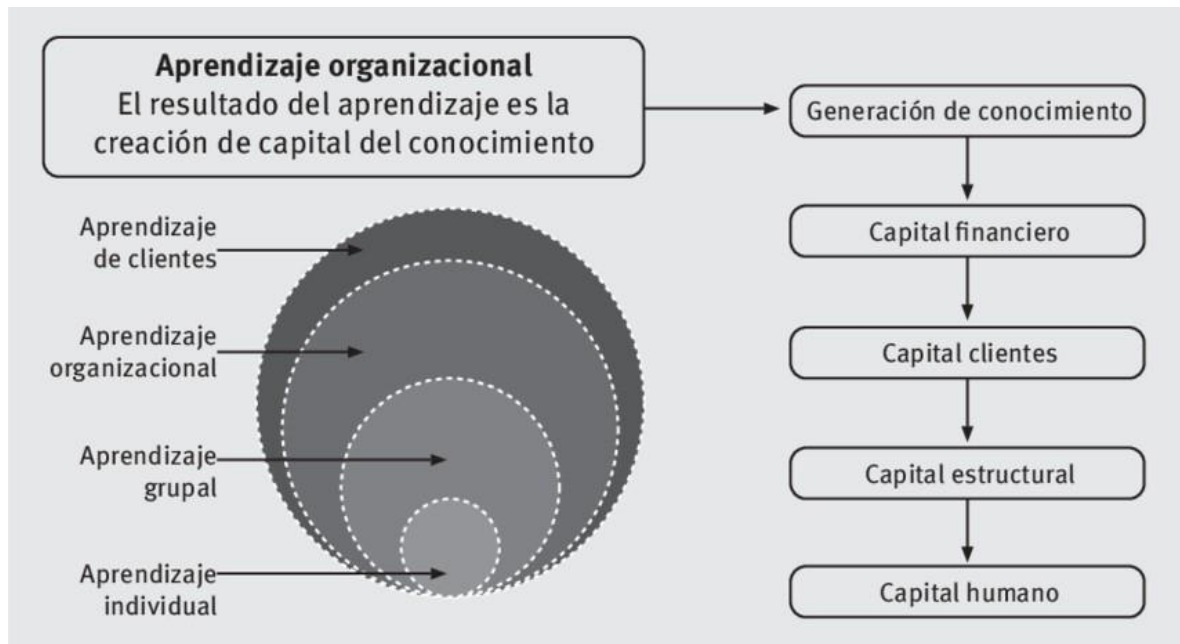 Aprendizaje organizacional
El resultado del aprendizaje es la
creación de capital del conocimiento
Aprendizaje
de clientes
Aprendizaje
organizacional
Aprendizaje
grupal
Aprendizaje
individual
Generación de conocimiento
Capital financiero
Capital clientes
Capital estructural
Capital humano